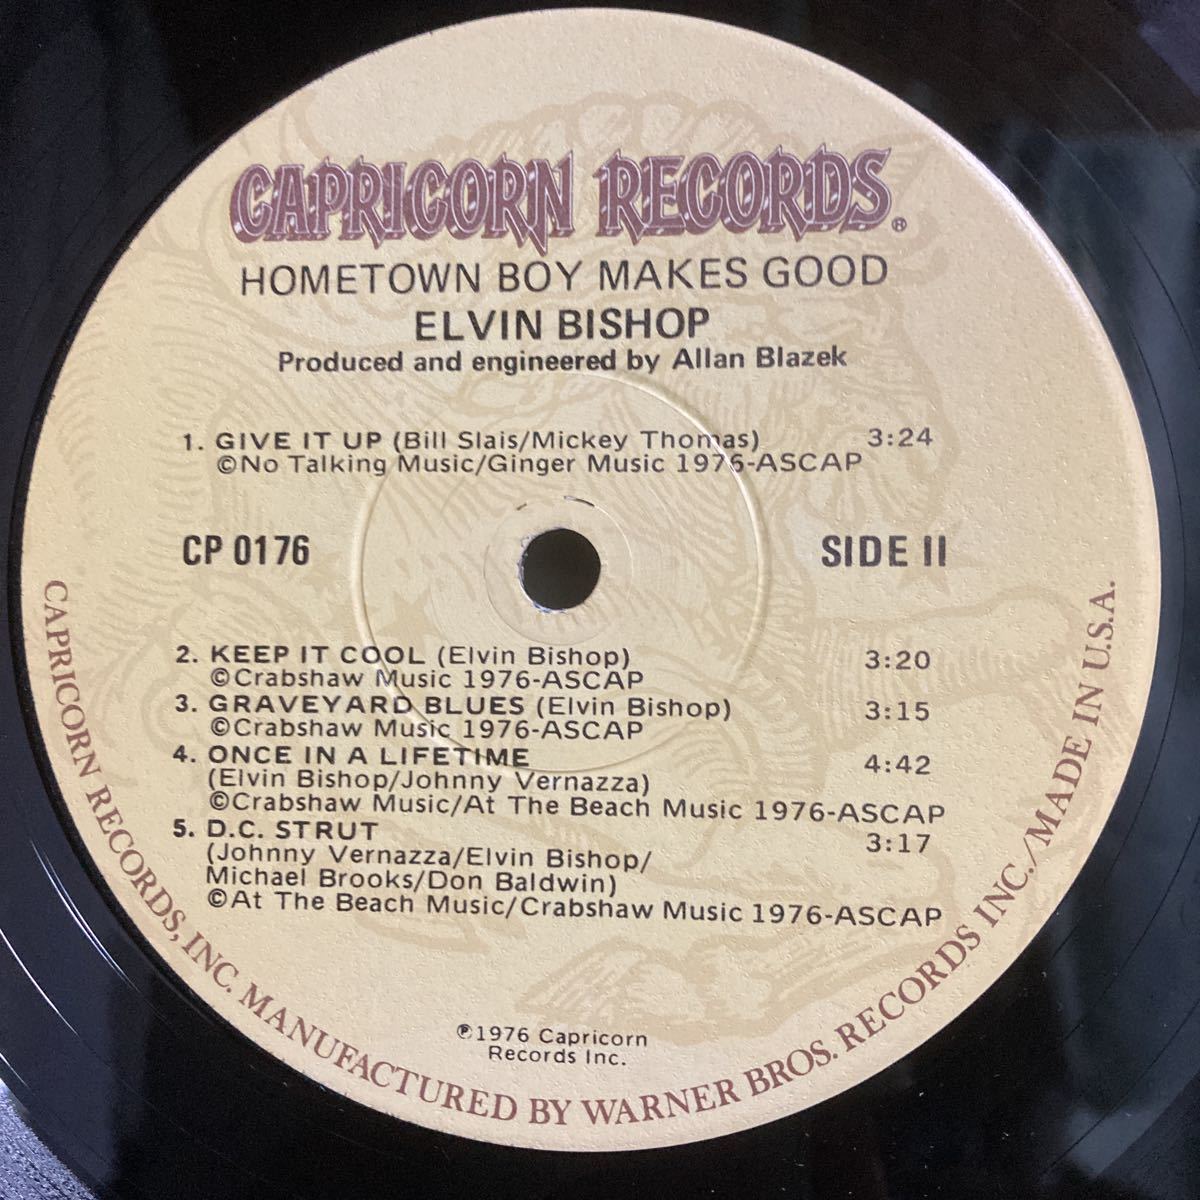 CAPRICORN RECORDS®
HOMETOWN BOY MAKES GOOD
ELVIN BISHOP
Produced and engineered by Allan Blazek
1. GIVE IT UP (Bill Slais/Mickey Thomas) 3:24
©No Talking Music/Ginger Music 1976-ASCAP
CP 0176 SIDE II
2. KEEP IT COOL (Elvin Bishop) 3:20
©Crabshaw Music 1976-ASCAP
3. GRAVEYARD BLUES (Elvin Bishop) 3:15
©Crabshaw Music 1976-ASCAP
4. ONCE IN A LIFETIME 4:42
(Elvin Bishop/Johnny Vernazza)
©Crabshaw Music/At The Beach Music 1976-ASCAP
5. D.C. STRUT 3:17
(Johnny Vernazza/Elvin Bishop/
Michael Brooks/Don Baldwin)
©At The Beach Music/Crabshaw Music 1976-ASCAP
℗1976 Capricorn
Records Inc.
CAPRICORN RECORDS, INC. MANUFACTURED BY WARNER BROS. RECORDS INC./MADE IN U.S.A.